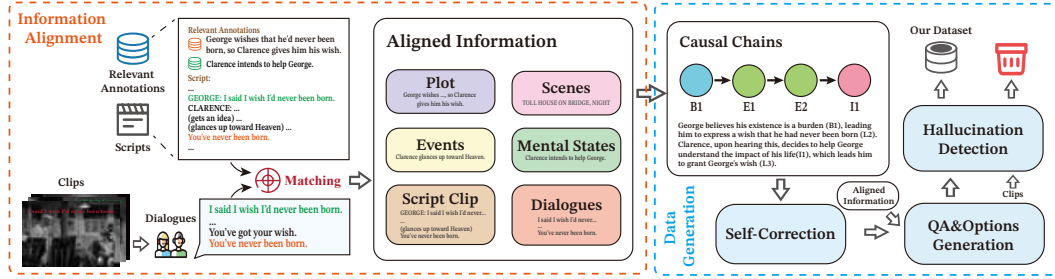 Information
Alignment
Relevant
Annotations
Scripts
Relevant Annotations
George wishes that he'd never been
born, so Clarence gives him his wish.
Clarence intends to help George.
Script:
...
GEORGE: I said I wish I'd never been born.
CLARENCE: ...
(gets an idea) ...
(glances up toward Heaven) ...
You've never been born.
...
Matching
Clips
I said I wish I'd never been born.
Dialogues
I said I wish I'd never been born.
...
You've got your wish.
You've never been born.
Aligned Information
Plot
George wishes ..., so Clarence
gives him his wish.
Scenes
TOLL HOUSE ON BRIDGE, NIGHT
Events
Clarence glances up toward Heaven.
Mental States
Clarence intends to help George.
Script Clip
GEORGE: I said I wish I'd never...
...
(glances up toward Heaven)
You've never been born.
Dialogues
I said I wish I'd never...
...
You've never been born.
Causal Chains
B1
E1
E2
I1
George believes his existence is a burden (B1), leading
him to express a wish that he had never been born (L2).
Clarence, upon hearing this, decides to help George
understand the impact of his life(I1), which leads him
to grant George's wish (L3).
Our Dataset
Hallucination
Detection
Clips
Aligned
Information
Data
Generation
Self-Correction
QA&Options
Generation